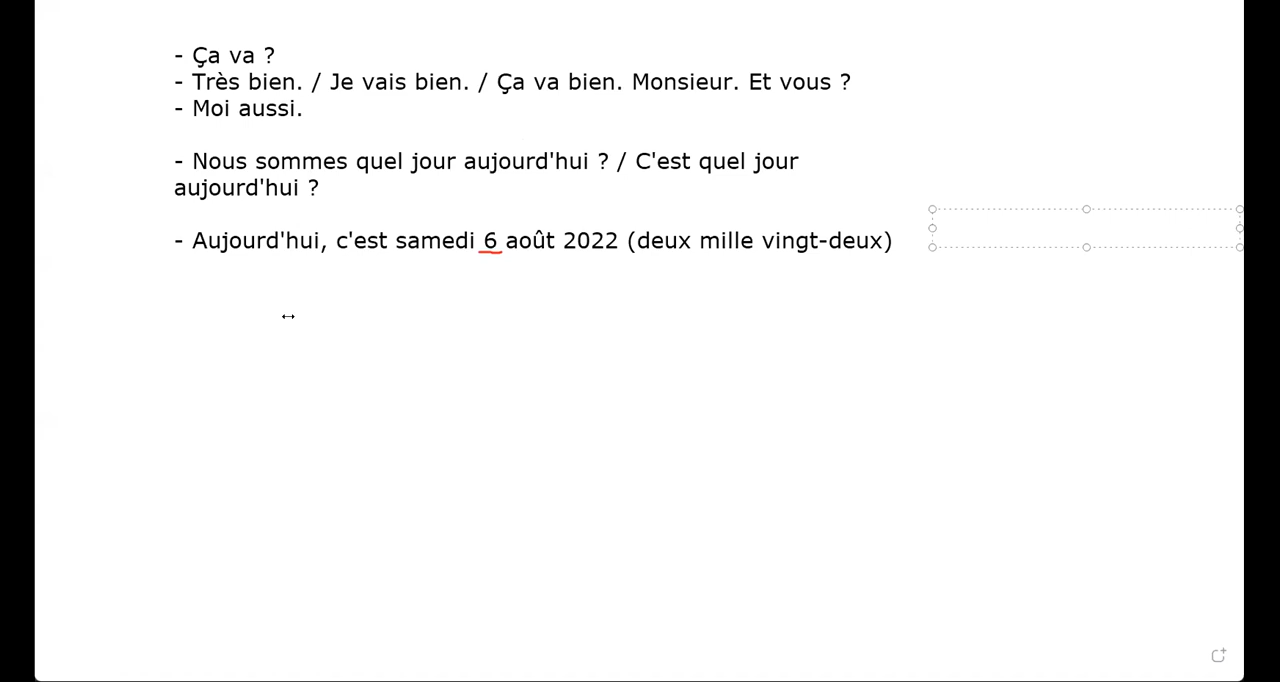 - Ça va ?
- Très bien. / Je vais bien. / Ça va bien. Monsieur. Et vous ?
- Moi aussi.
- Nous sommes quel jour aujourd'hui ? / C'est quel jour
aujourd'hui ?
- Aujourd'hui, c'est samedi 6 août 2022 (deux mille vingt-deux)